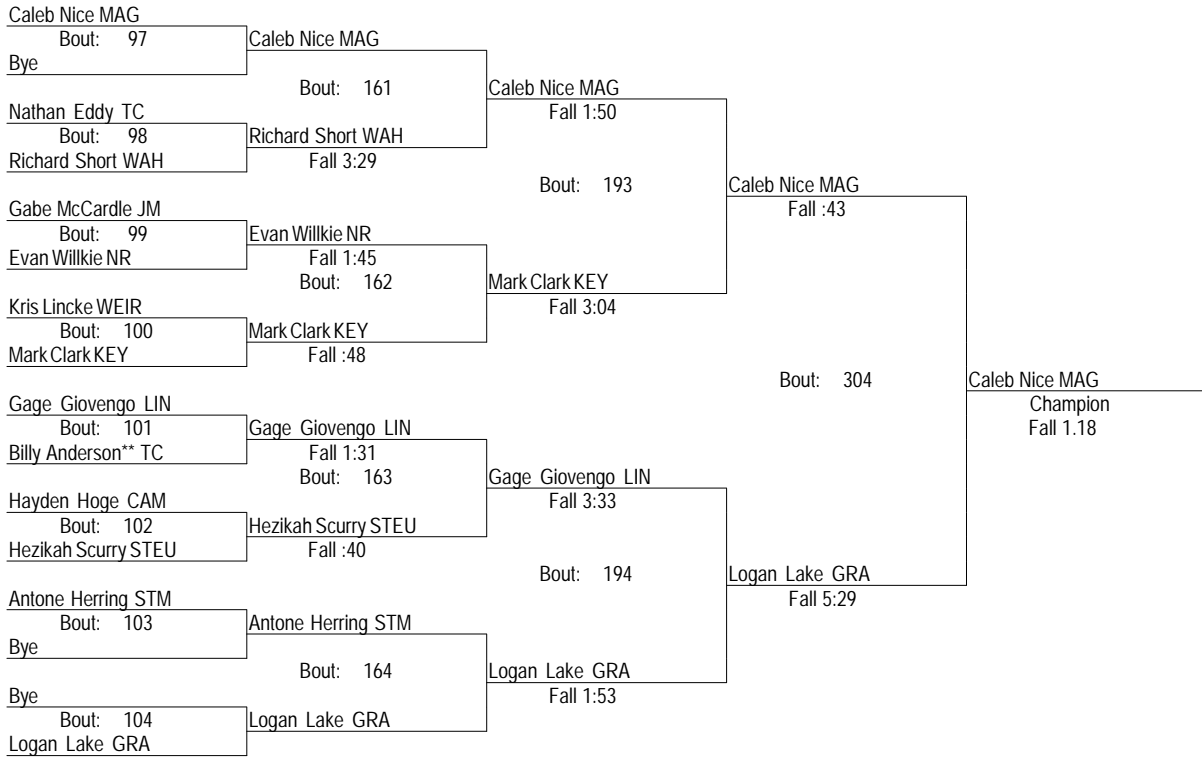 Caleb Nice MAG
Bout: 97
Caleb Nice MAG
Bye
Bout: 161
Caleb Nice MAG
Nathan Eddy TC
Fall 1:50
Bout: 98
Richard Short WAH
Richard Short WAH
Fall 3:29
Bout: 193
Caleb Nice MAG
Gabe McCardle JM
Fall :43
Bout: 99
Evan Willkie NR
Evan Willkie NR
Fall 1:45
Bout: 162
Mark Clark KEY
Kris Lincke WEIR
Fall 3:04
Bout: 100
Mark Clark KEY
Mark Clark KEY
Fall :48
Bout: 304
Caleb Nice MAG
Gage Giovengo LIN
Champion
Bout: 101
Gage Giovengo LIN
Fall 1.18
Billy Anderson** TC
Fall 1:31
Bout: 163
Gage Giovengo LIN
Hayden Hoge CAM
Fall 3:33
Bout: 102
Hezikah Scurry STEU
Hezikah Scurry STEU
Fall :40
Bout: 194
Logan Lake GRA
Antone Herring STM
Fall 5:29
Bout: 103
Antone Herring STM
Bye
Bout: 164
Logan Lake GRA
Bye
Fall 1:53
Bout: 104
Logan Lake GRA
Logan Lake GRA